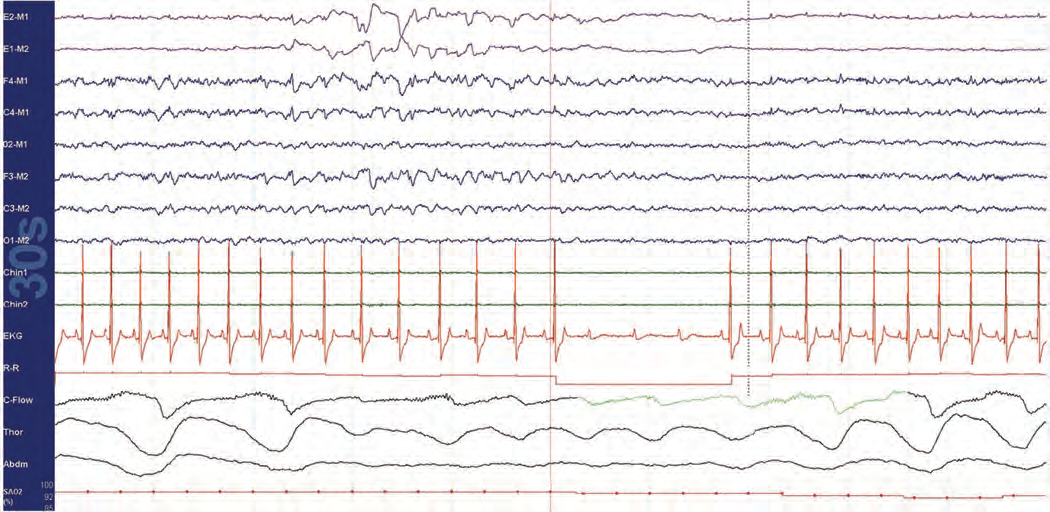 E2-M1
E1-M2
F4-M1
C4-M1
02-M1
F3-M2
C3-M2
O1-M2
30s
Chin1
Chin2
EKG
R-R
C-Flow
Thor
Abdm
SAO2 100
(%) 92
85